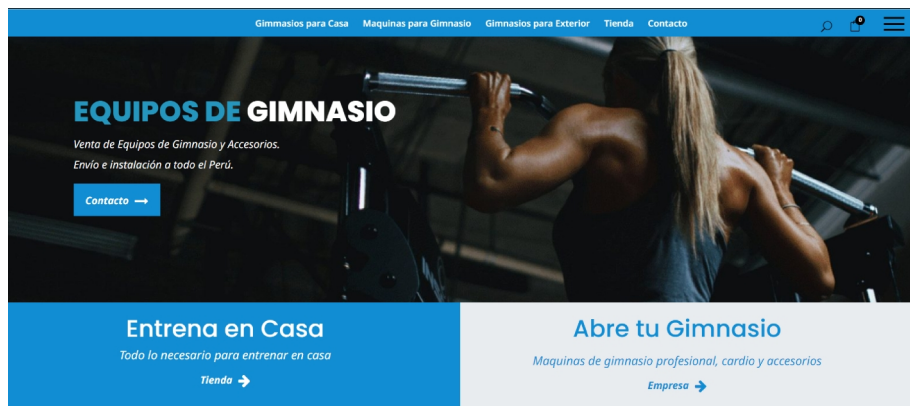 Gimmasios para Casa Maquinas para Gimnasio Gimnasios para Exterior Tienda Contacto
0
EQUIPOS DE GIMNASIO
Venta de Equipos de Gimnasio y Accesorios.
Envío e instalación a todo el Perú.
Contacto →
Entrena en Casa
Todo lo necesario para entrenar en casa
Tienda →
Abre tu Gimnasio
Maquinas de gimnasio profesional, cardio y accesorios
Empresa →